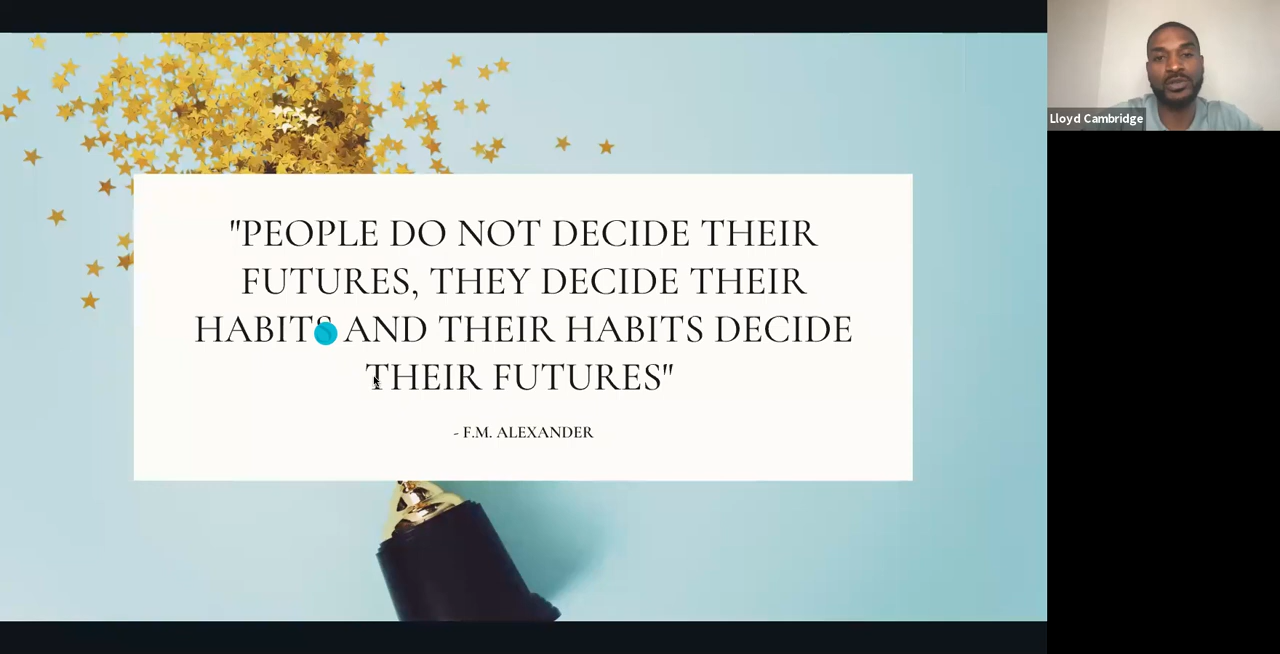 "PEOPLE DO NOT DECIDE THEIR
FUTURES, THEY DECIDE THEIR
HABITS AND THEIR HABITS DECIDE
THEIR FUTURES"
- F.M. ALEXANDER
Lloyd Cambridge